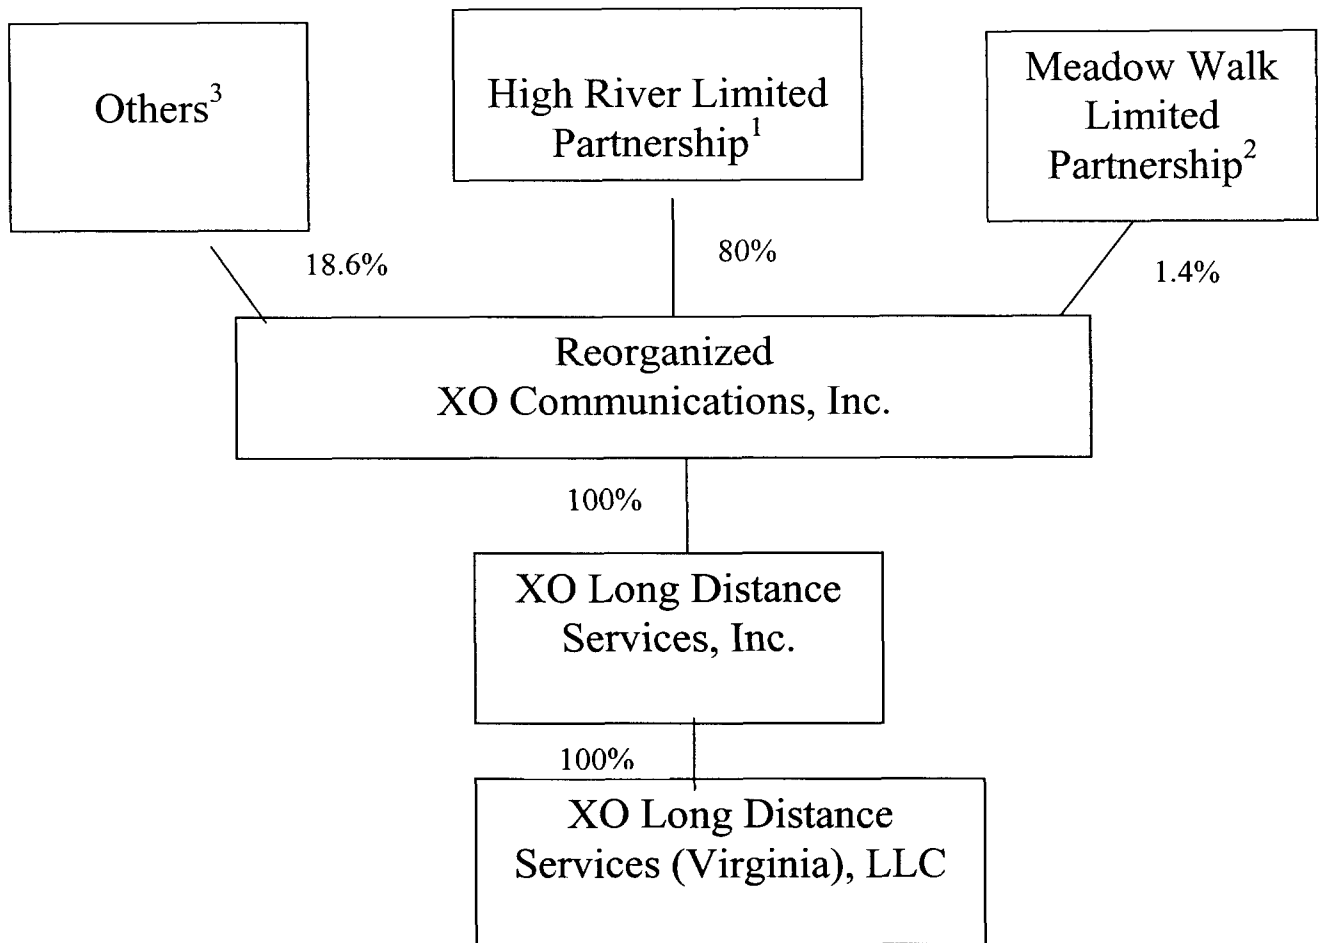 Others³
High River Limited
Partnership¹
Meadow Walk
Limited
Partnership²
18.6%
80%
1.4%
Reorganized
XO Communications, Inc.
100%
XO Long Distance
Services, Inc.
100%
XO Long Distance
Services (Virginia), LLC